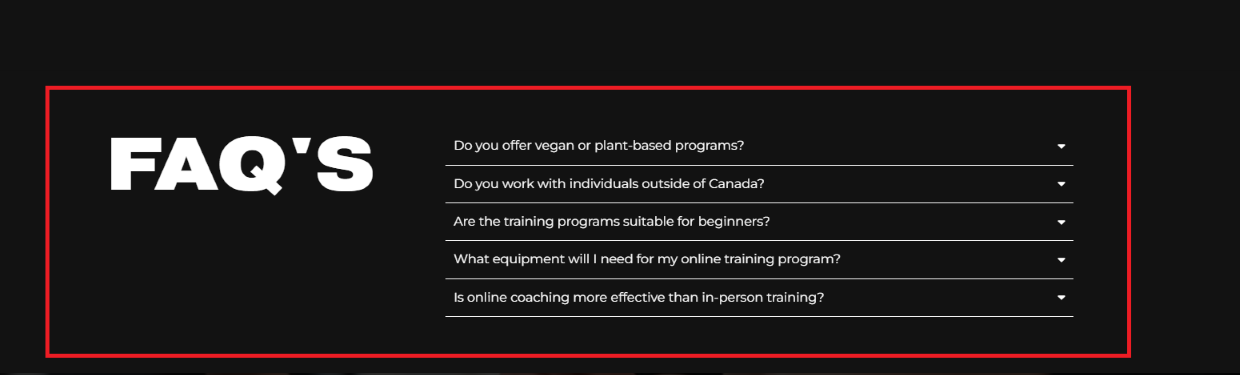 FAQ'S
Do you offer vegan or plant-based programs?
Do you work with individuals outside of Canada?
Are the training programs suitable for beginners?
What equipment will I need for my online training program?
Is online coaching more effective than in-person training?